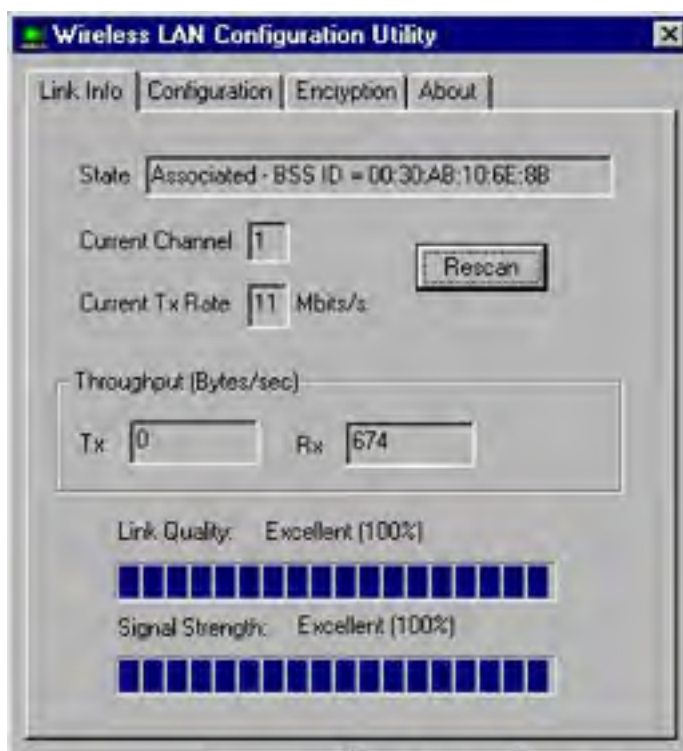 Wireless LAN Configuration Utility
Link Info Configuration Encryption About
State Associated - BSS ID = 00:30:AB:10:6E:8B
Current Channel 1
Rescan
Current Tx Rate 11 Mbits/s
Throughput (Bytes/sec)
Tx 0 Rx 674
Link Quality: Excellent (100%)
Signal Strength: Excellent (100%)